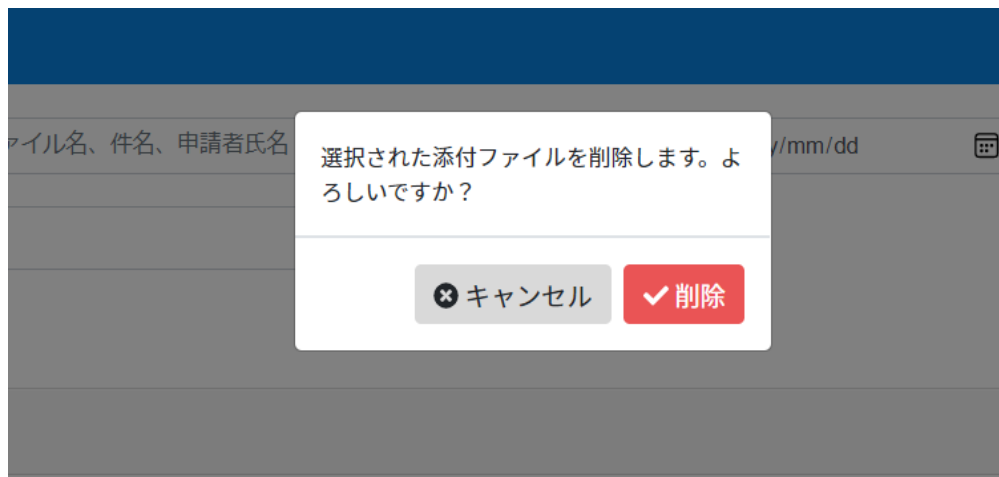 ァイル名、件名、申請者氏名
/mm/dd
選択された添付ファイルを削除します。よ
ろしいですか？
キャンセル
削除